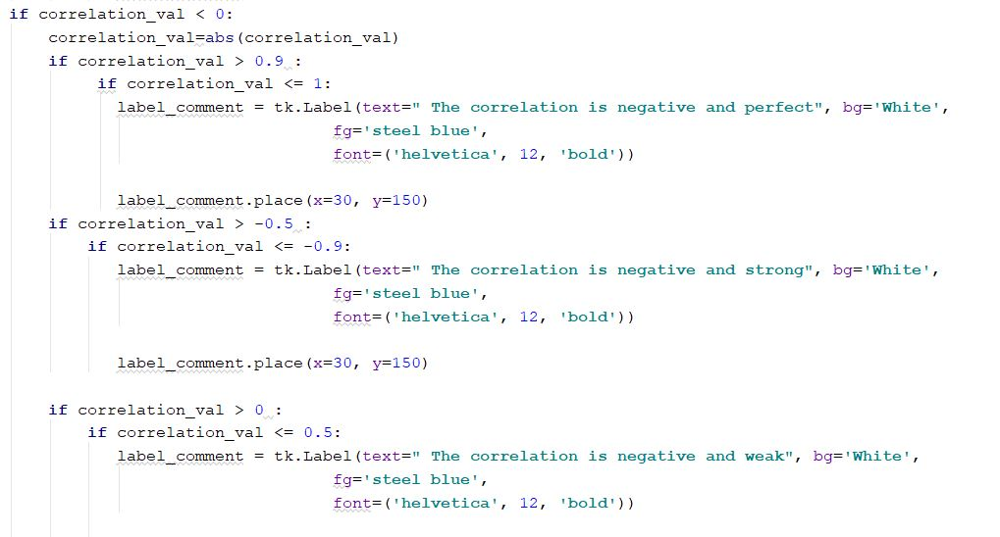 if correlation_val < 0:
    correlation_val=abs(correlation_val)
    if correlation_val > 0.9 :
         if correlation_val <= 1:
           label_comment = tk.Label(text=" The correlation is negative and perfect", bg='White',
                                 fg='steel blue',
                                 font=('helvetica', 12, 'bold'))
           label_comment.place(x=30, y=150)
    if correlation_val > -0.5 :
        if correlation_val <= -0.9:
           label_comment = tk.Label(text=" The correlation is negative and strong", bg='White',
                                 fg='steel blue',
                                 font=('helvetica', 12, 'bold'))
           label_comment.place(x=30, y=150)
    if correlation_val > 0 :
        if correlation_val <= 0.5:
           label_comment = tk.Label(text=" The correlation is negative and weak", bg='White',
                                 fg='steel blue',
                                 font=('helvetica', 12, 'bold'))